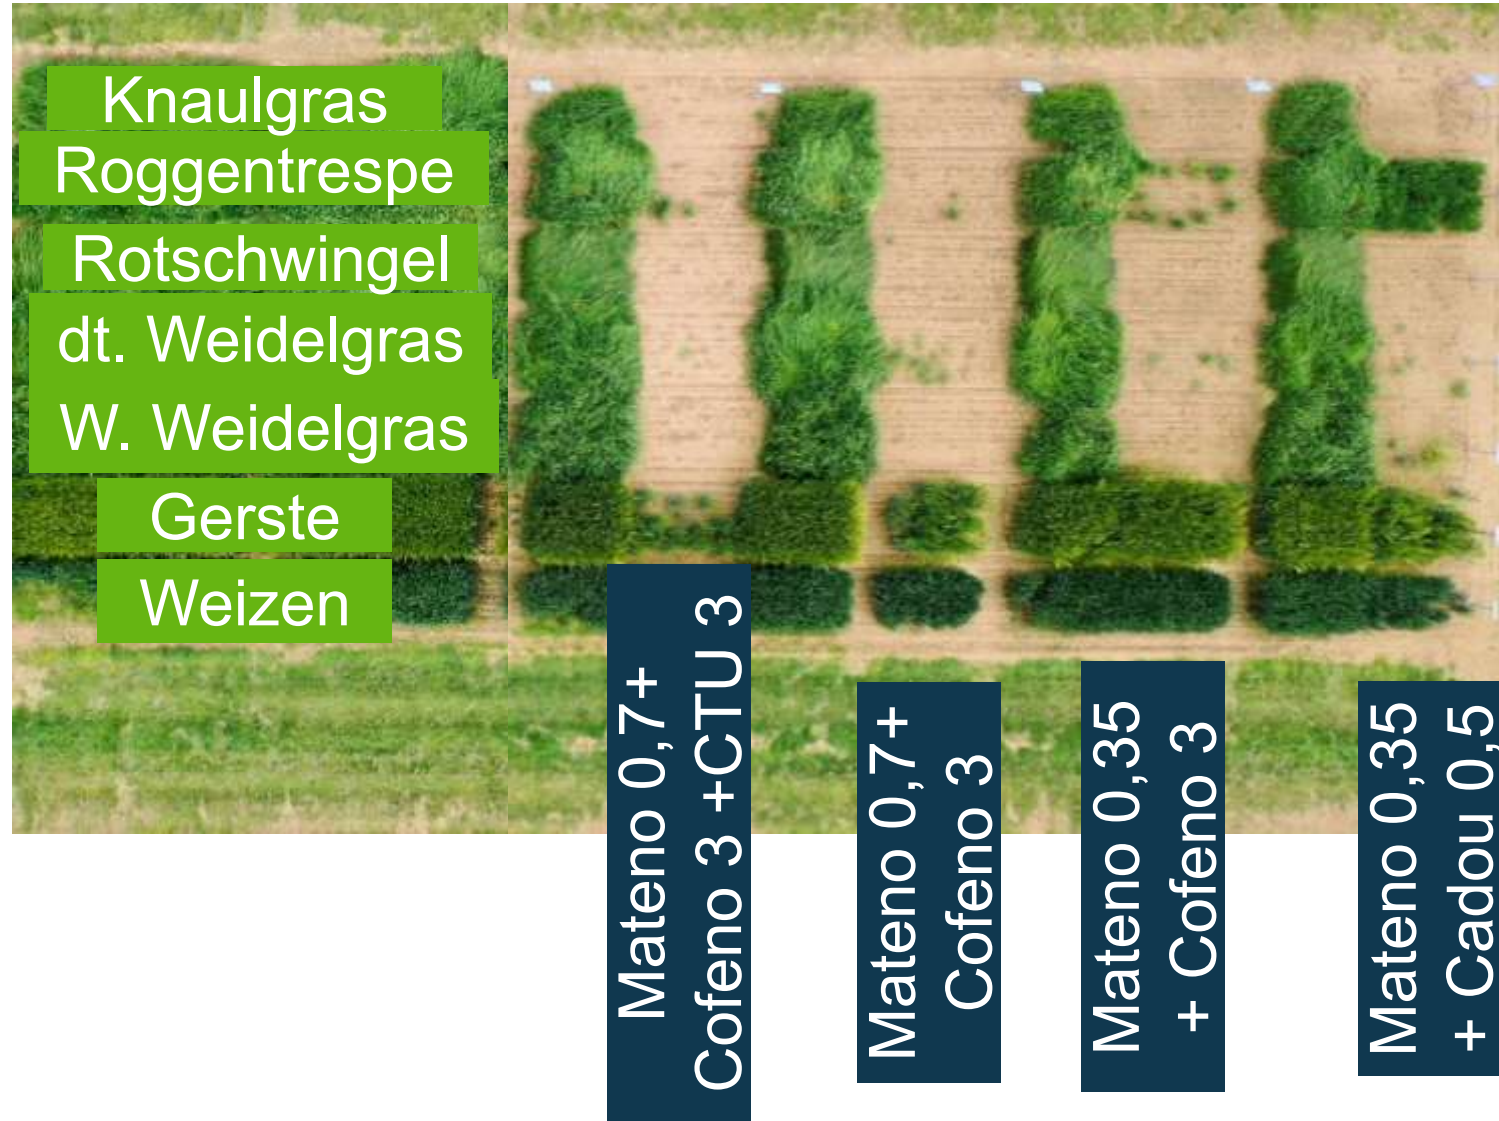 Knaulgras
Roggentrespe
Rotschwingel
dt. Weidelgras
W. Weidelgras
Gerste
Weizen
Mateno 0,7+
Cofeno 3 +CTU 3
Mateno 0,7+
Cofeno 3
Mateno 0,35
+ Cofeno 3
Mateno 0,35
+ Cadou 0,5